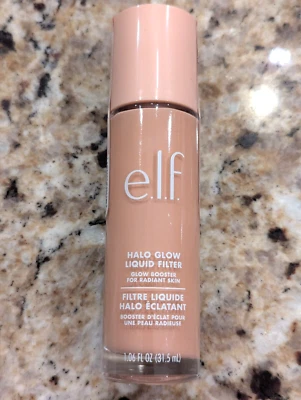 e.l.f.
HALO GLOW
LIQUID FILTER
GLOW BOOSTER
FOR RADIANT SKIN
FILTRE LIQUIDE
HALO ÉCLATANT
BOOSTER D'ÉCLAT POUR
UNE PEAU RADIEUSE
1.06 FL OZ (31.5 mL)